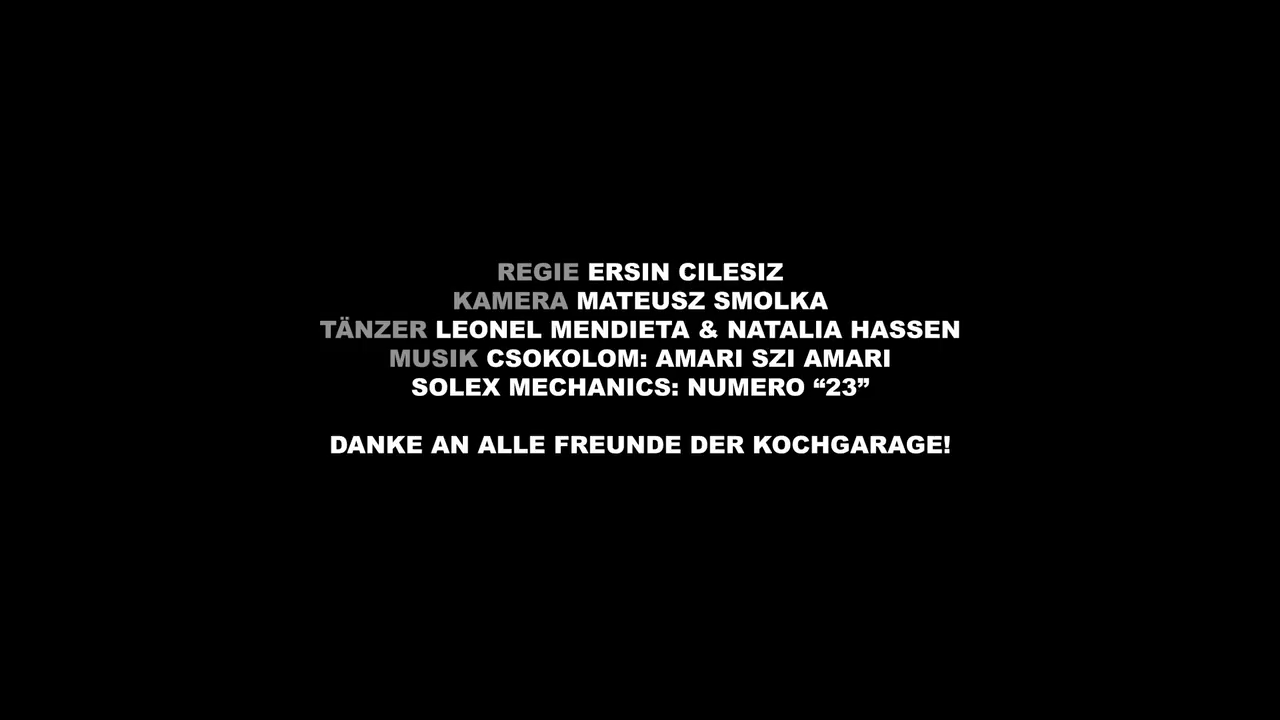 REGIE ERSIN CILESIZ
KAMERA MATEUSZ SMOLKA
TÄNZER LEONEL MENDIETA & NATALIA HASSEN
MUSIK CSOKOLOM: AMARI SZI AMARI
SOLEX MECHANICS: NUMERO “23”
DANKE AN ALLE FREUNDE DER KOCHGARAGE!